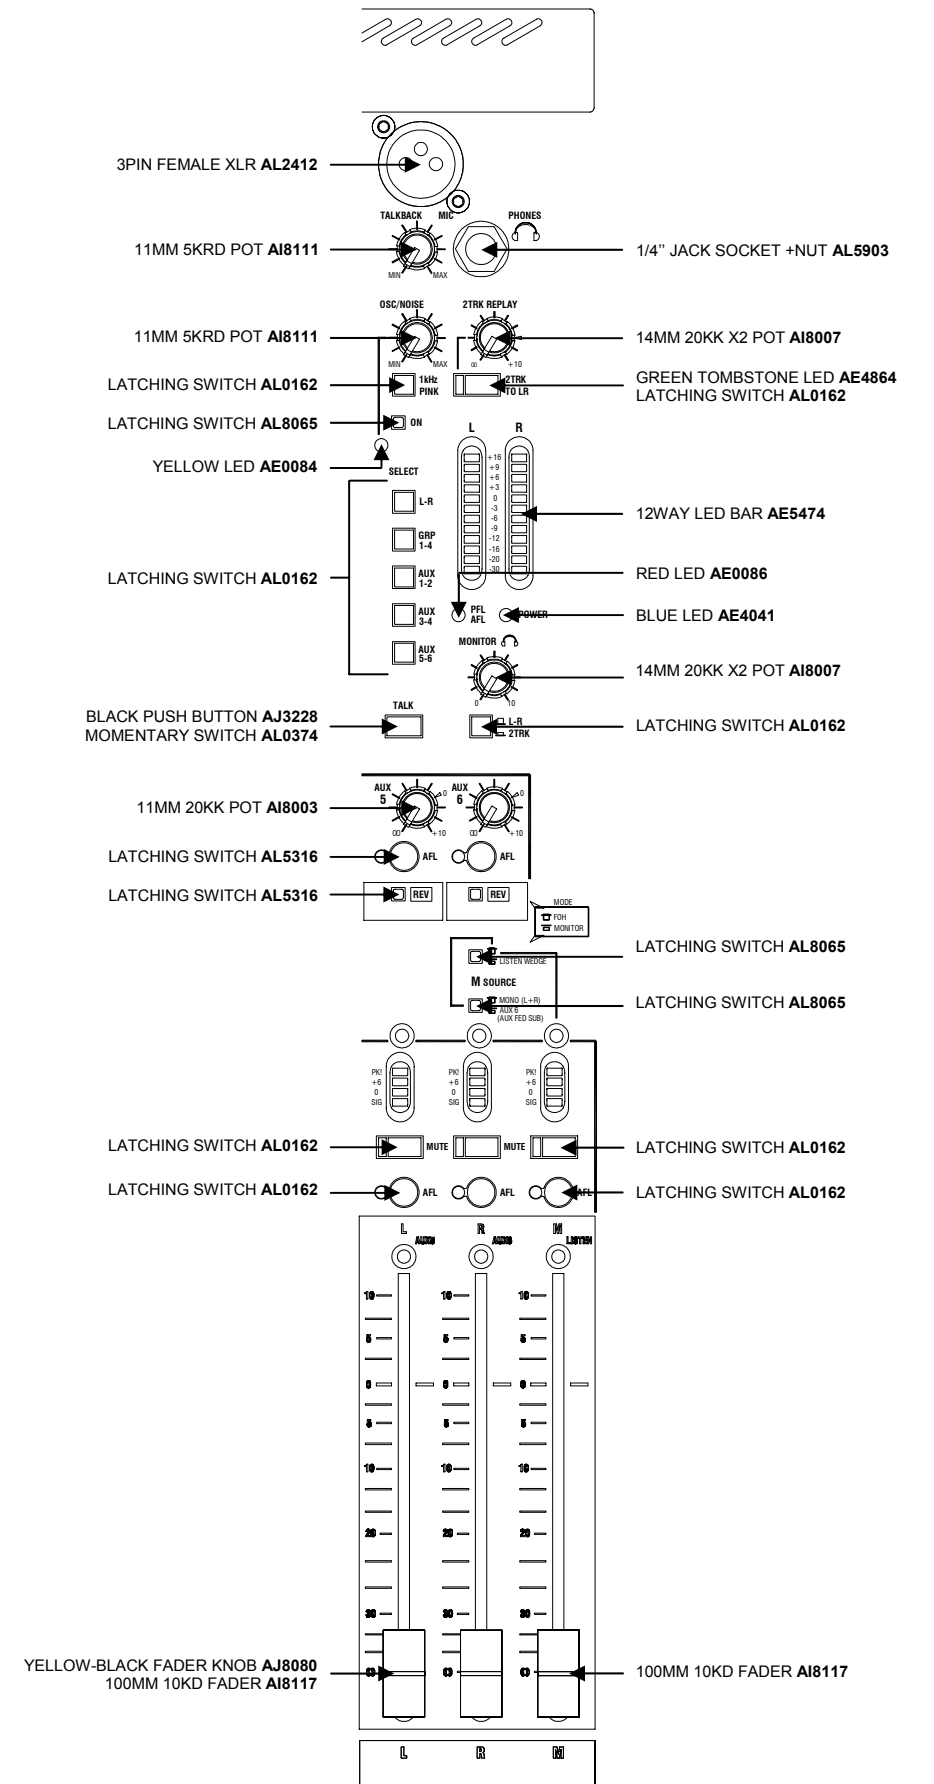 3PIN FEMALE XLR AL2412
TALKBACK MIC
PHONES
11MM 5KRD POT AI8111
1/4’’ JACK SOCKET +NUT AL5903
MIN MAX
OSC/NOISE
2TRK REPLAY
11MM 5KRD POT AI8111
14MM 20KK X2 POT AI8007
MIN MAX
∞ +10
LATCHING SWITCH AL0162
1kHz
PINK
2TRK
TO LR
GREEN TOMBSTONE LED AE4864
LATCHING SWITCH AL0162
LATCHING SWITCH AL8065
ON
L R
YELLOW LED AE0084
SELECT
+16
+9
+6
+3
0
-3
-6
-9
-12
-16
-20
-30
L-R
12WAY LED BAR AE5474
GRP
1-4
LATCHING SWITCH AL0162
AUX
1-2
RED LED AE0086
AUX
3-4
PFL
AFL
POWER
BLUE LED AE4041
AUX
5-6
MONITOR
14MM 20KK X2 POT AI8007
0 10
TALK
BLACK PUSH BUTTON AJ3228
MOMENTARY SWITCH AL0374
L-R
2TRK
LATCHING SWITCH AL0162
AUX
5
0
AUX
6
0
11MM 20KK POT AI8003
∞ +10
∞ +10
LATCHING SWITCH AL5316
AFL
AFL
LATCHING SWITCH AL5316
REV
REV
MODE
FOH
MONITOR
LATCHING SWITCH AL8065
LISTEN WEDGE
M SOURCE
MONO (L+R)
AUX 6
(AUX FED SUB)
LATCHING SWITCH AL8065
PK! PK! PK!
+6 +6 +6
0 0 0
SIG SIG SIG
LATCHING SWITCH AL0162
MUTE MUTE
LATCHING SWITCH AL0162
LATCHING SWITCH AL0162
AFL AFL AFL
LATCHING SWITCH AL0162
L R M
LISTEN
10 10 10
5 5 5
0 0 0
5 5 5
10 10 10
20 20 20
30 30 30
YELLOW-BLACK FADER KNOB AJ8080
100MM 10KD FADER AI8117
100MM 10KD FADER AI8117
L R M